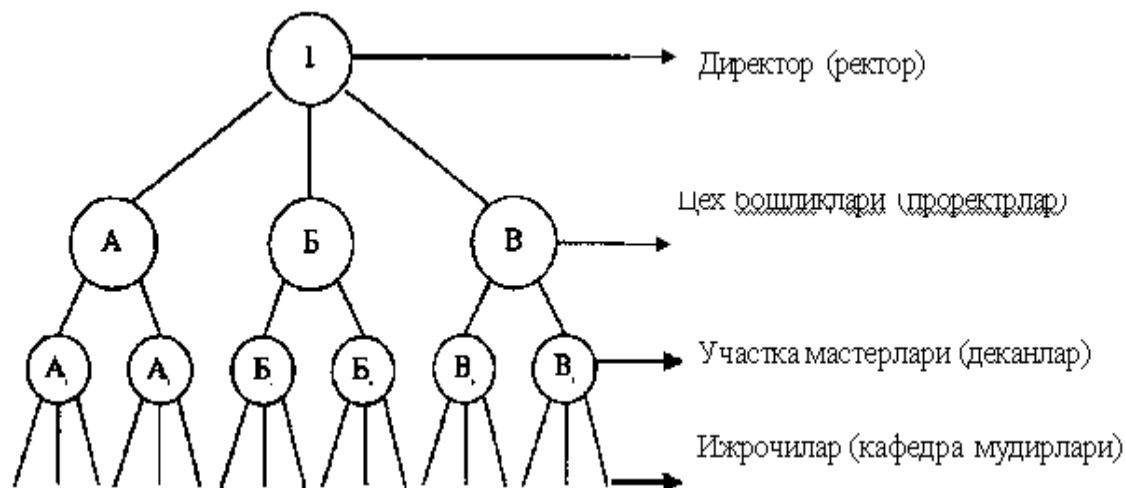 1
Директор (ректор)
Цех бошлиқлари (проректрлар)
А Б В
А А Б Б В В
Участка мастерлари (деканлар)
Ижрочилар (кафедра мудирлари)